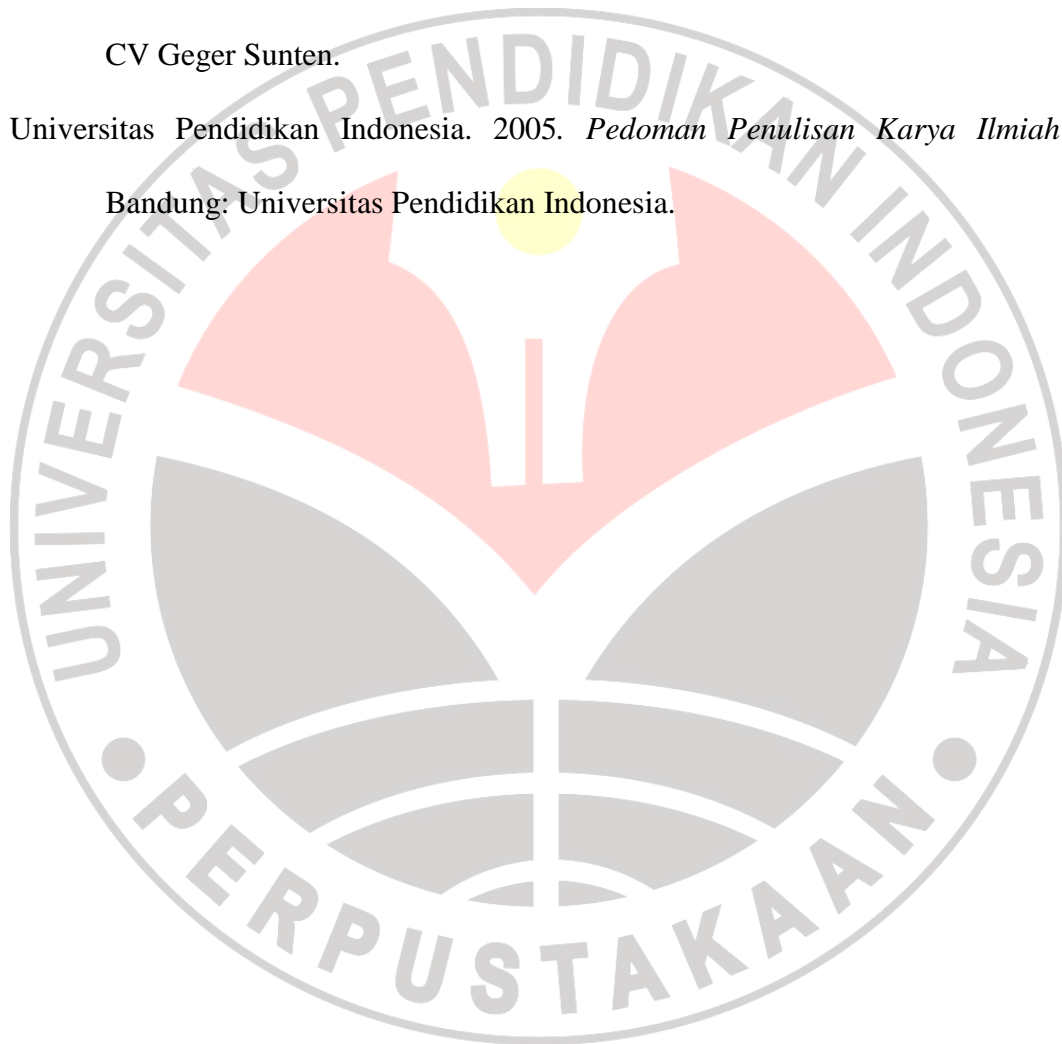 CV Geger Sunten.
Universitas Pendidikan Indonesia. 2005. Pedoman Penulisan Karya Ilmiah
Bandung: Universitas Pendidikan Indonesia.
UNIVERSITAS PENDIDIKAN INDONESIA
PERPUSTAKAAN